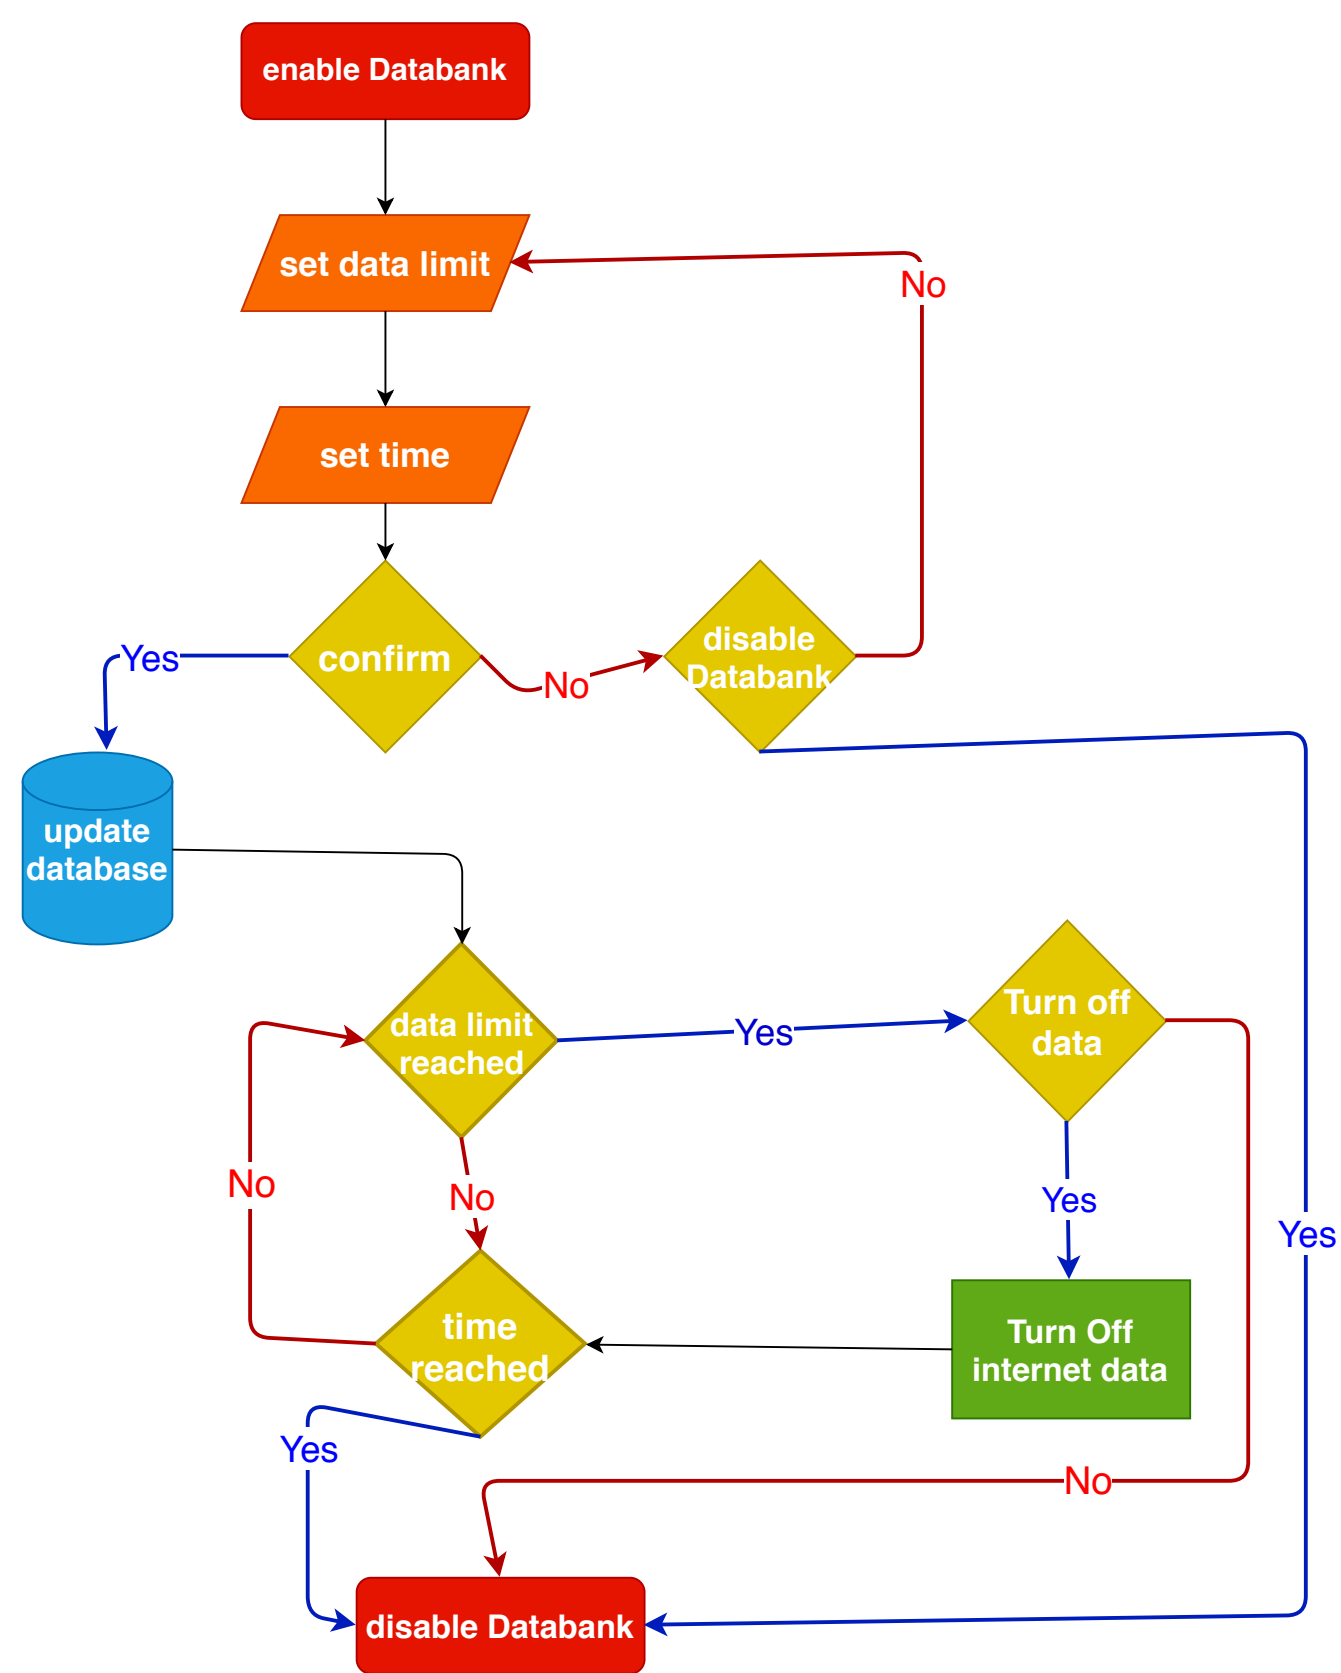 enable Databank
set data limit
No
set time
confirm
Yes
No
disable
Databank
update
database
data limit
reached
Yes
Turn off
data
No
No
Yes
Yes
time
reached
Turn Off
internet data
Yes
No
disable Databank